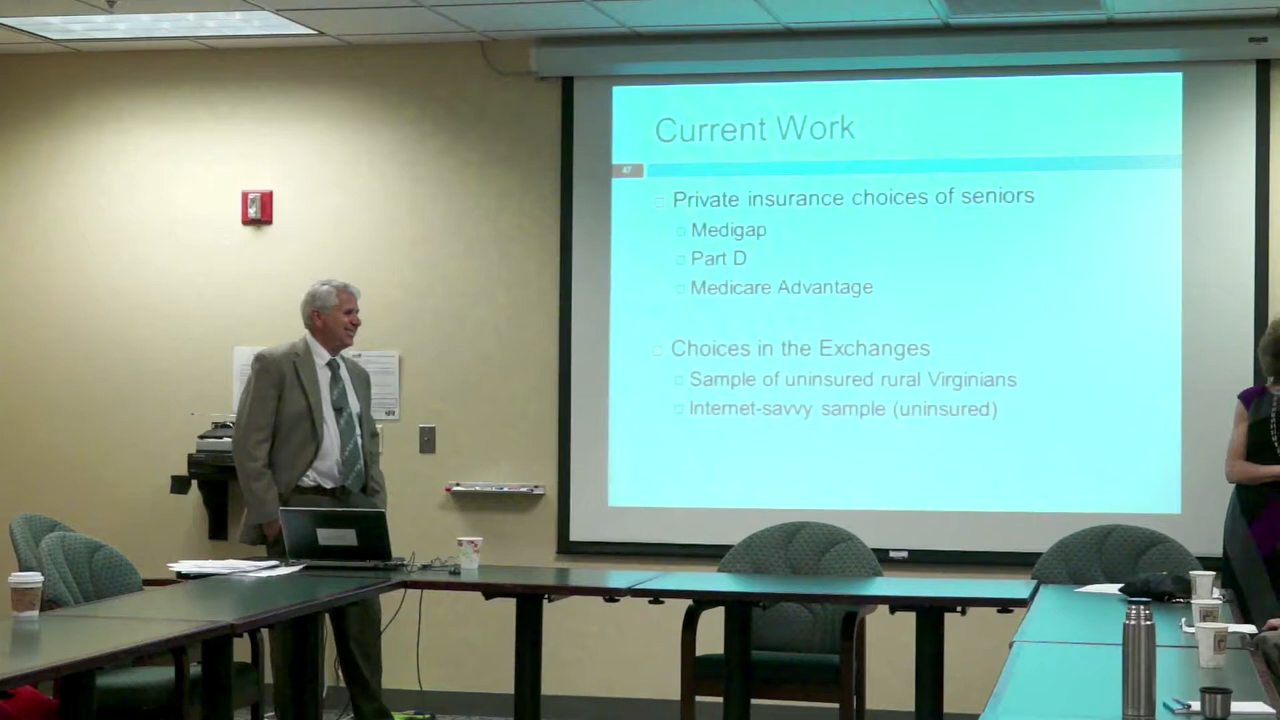 Current Work
47
Private insurance choices of seniors
Medigap
Part D
Medicare Advantage
Choices in the Exchanges
Sample of uninsured rural Virginians
Internet-savvy sample (uninsured)